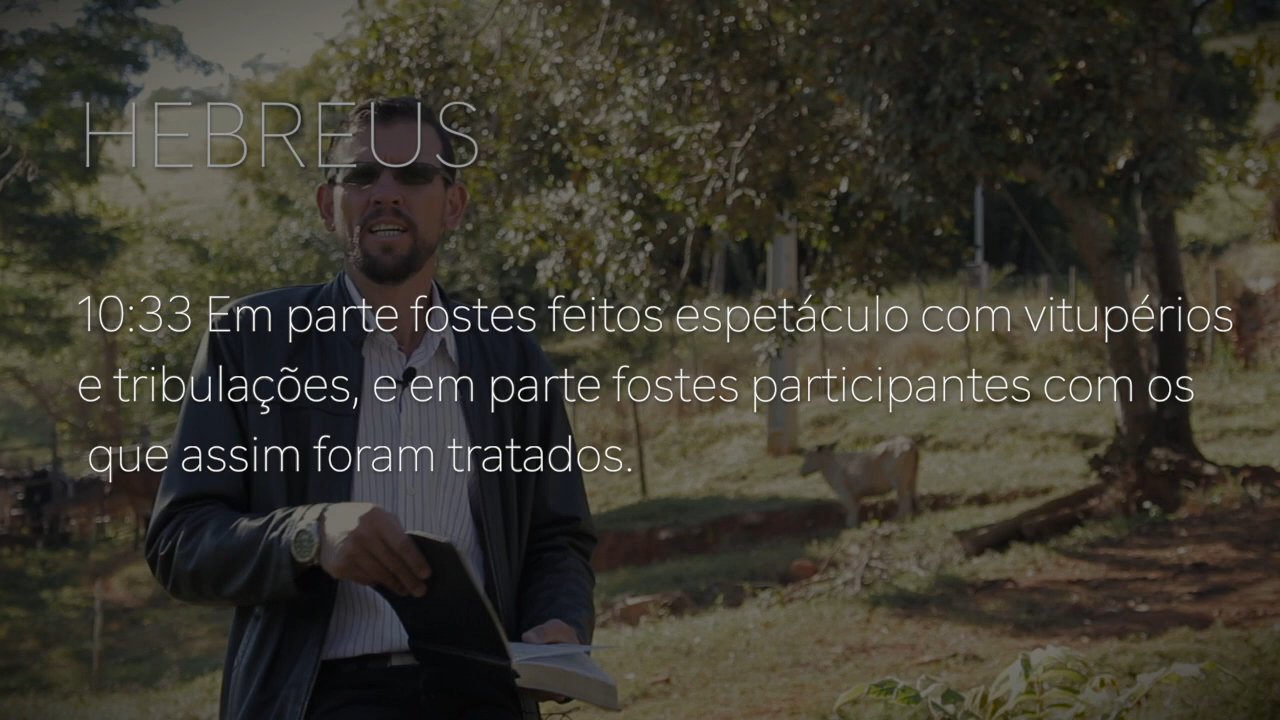 HEBREUS
10:33 Em parte fostes feitos espetáculo com vitupérios
e tribulações, e em parte fostes participantes com os
que assim foram tratados.